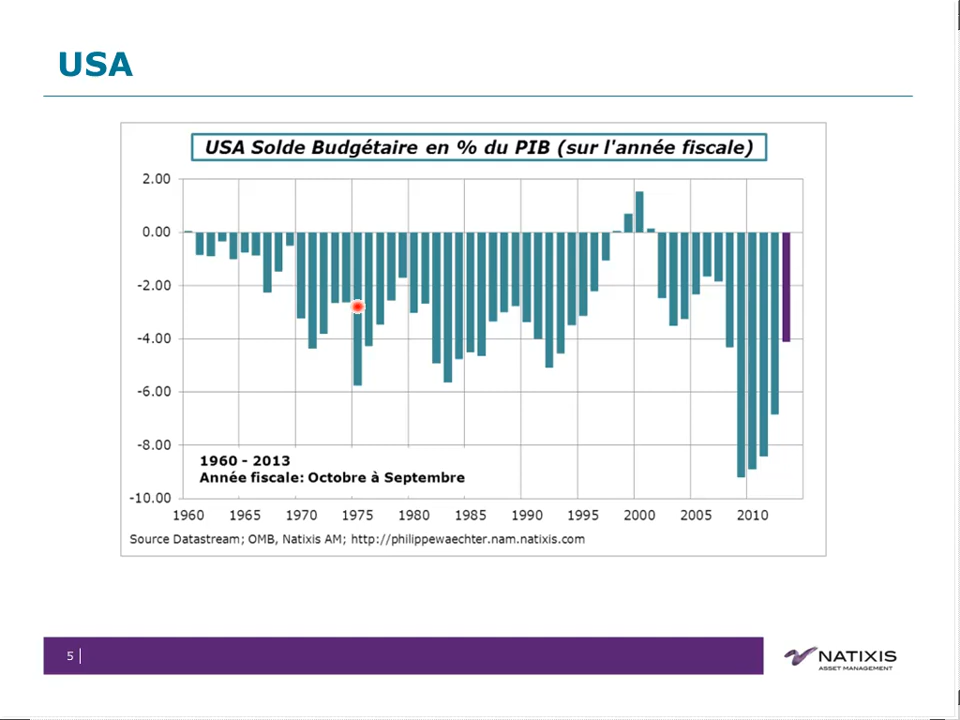 USA
USA Solde Budgétaire en % du PIB (sur l'année fiscale)
2.00
0.00
-2.00
-4.00
-6.00
-8.00
-10.00
1960 - 2013
Année fiscale: Octobre à Septembre
1960 1965 1970 1975 1980 1985 1990 1995 2000 2005 2010
Source Datastream; OMB, Natixis AM; http://philippewaechter.nam.natixis.com
5
NATIXIS
ASSET MANAGEMENT